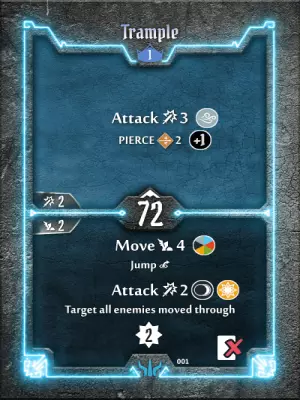 Trample
1
Attack 3
PIERCE 2 +1
2
72
2
Move 4
Jump
Attack 2
Target all enemies moved through
2
001